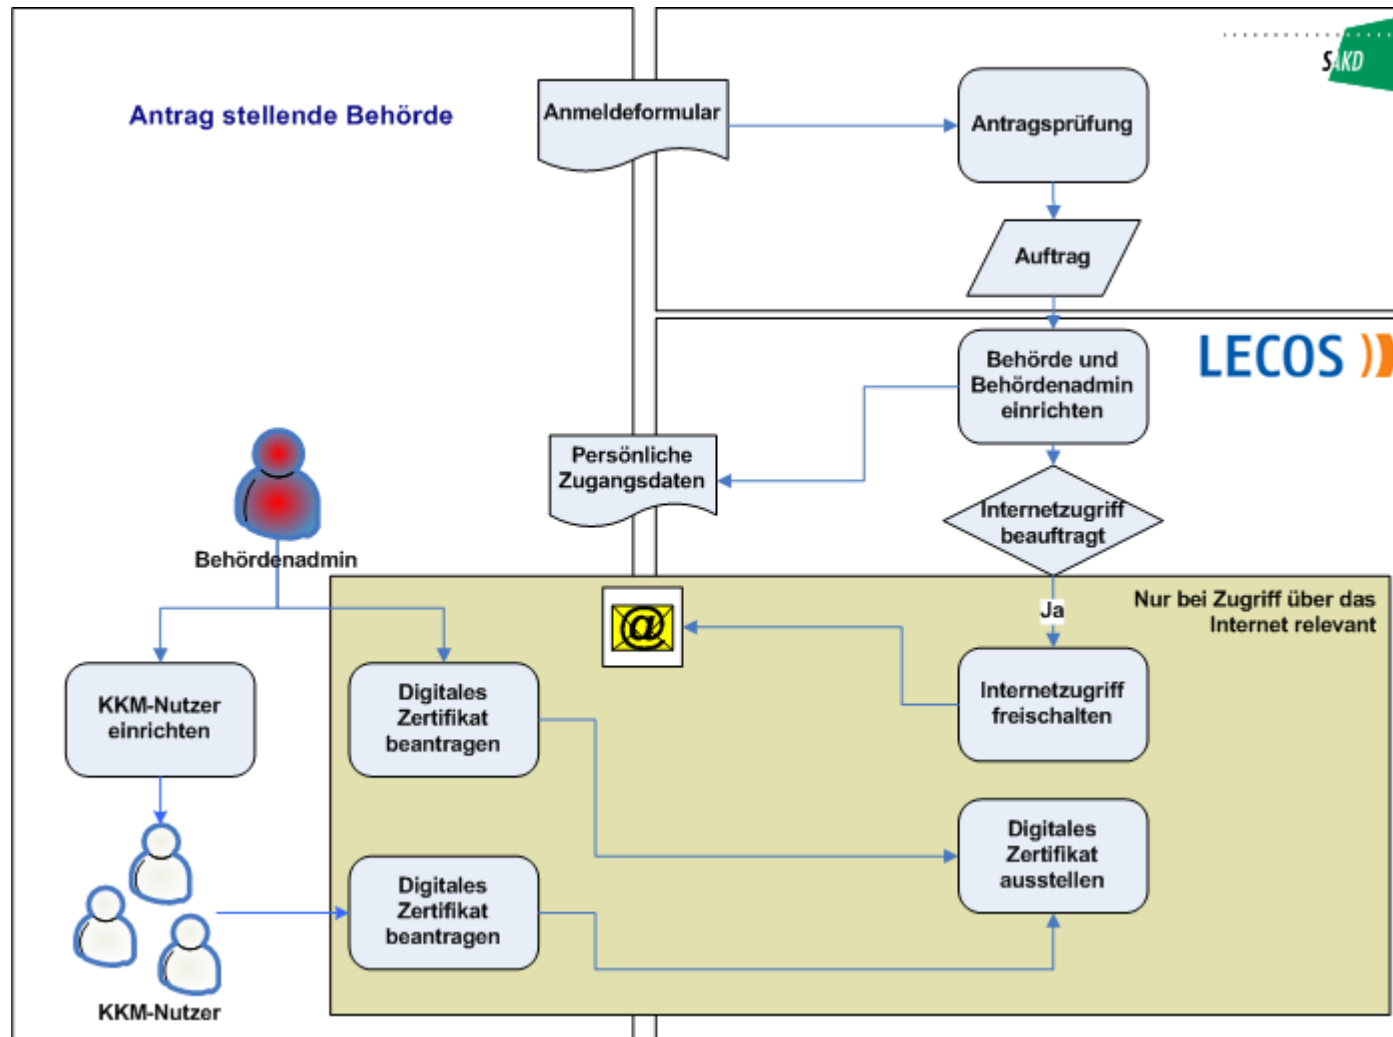 SAKD
Antrag stellende Behörde
Anmeldeformular
Antragsprüfung
Auftrag
LECOS
Behörde und
Behördenadmin
einrichten
Persönliche
Zugangsdaten
Internetzugriff
beauftragt
Behördenadmin
Ja
Nur bei Zugriff über das
Internet relevant
@
KKM-Nutzer
einrichten
Digitales
Zertifikat
beantragen
Internetzugriff
freischalten
Digitales
Zertifikat
ausstellen
Digitales
Zertifikat
beantragen
KKM-Nutzer